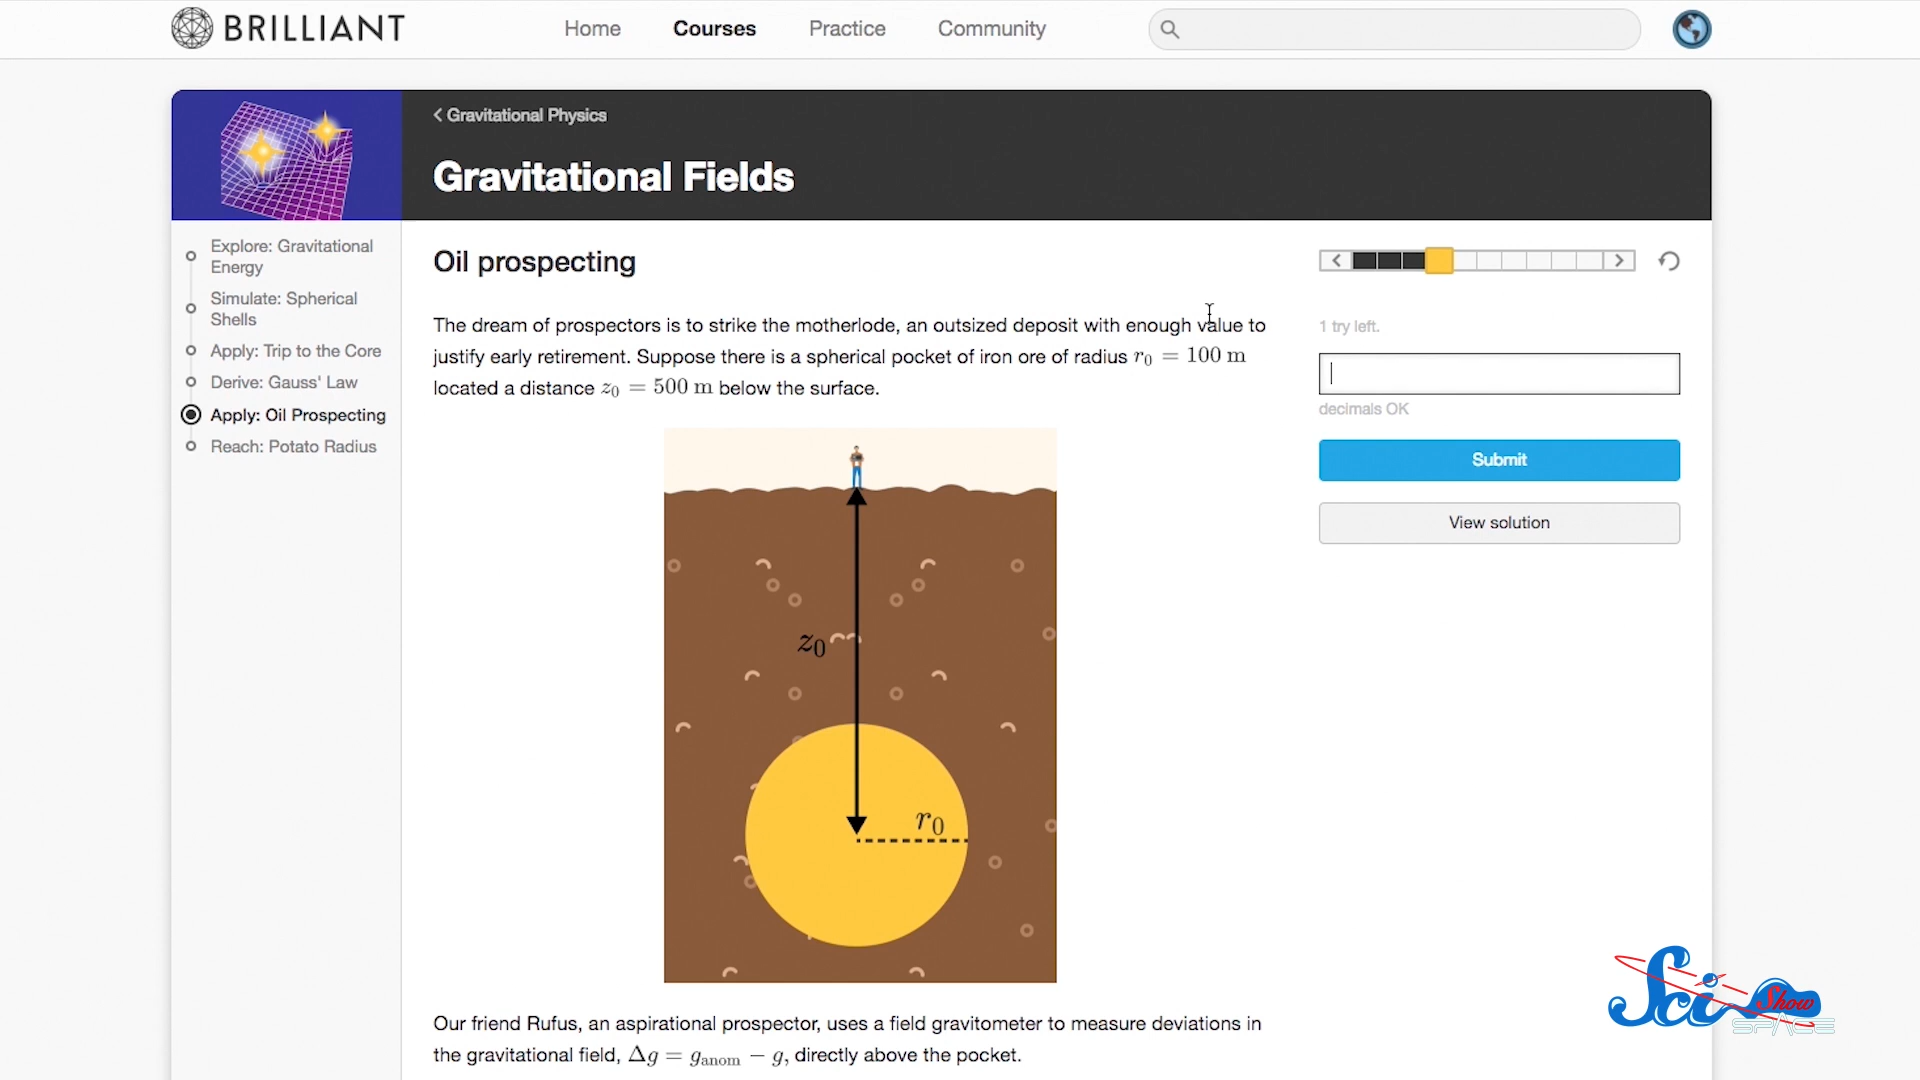 BRILLIANT
Home Courses Practice Community
< Gravitational Physics
Gravitational Fields
Explore: Gravitational
Energy
Simulate: Spherical
Shells
Apply: Trip to the Core
Derive: Gauss' Law
Apply: Oil Prospecting
Reach: Potato Radius
Oil prospecting
The dream of prospectors is to strike the motherlode, an outsized deposit with enough value to
justify early retirement. Suppose there is a spherical pocket of iron ore of radius r₀ = 100 m
located a distance z₀ = 500 m below the surface.
z₀
r₀
Our friend Rufus, an aspirational prospector, uses a field gravitometer to measure deviations in
the gravitational field, Δg = g_anom − g, directly above the pocket.
1 try left.
decimals OK
Submit
View solution
Sci Show
SPACE